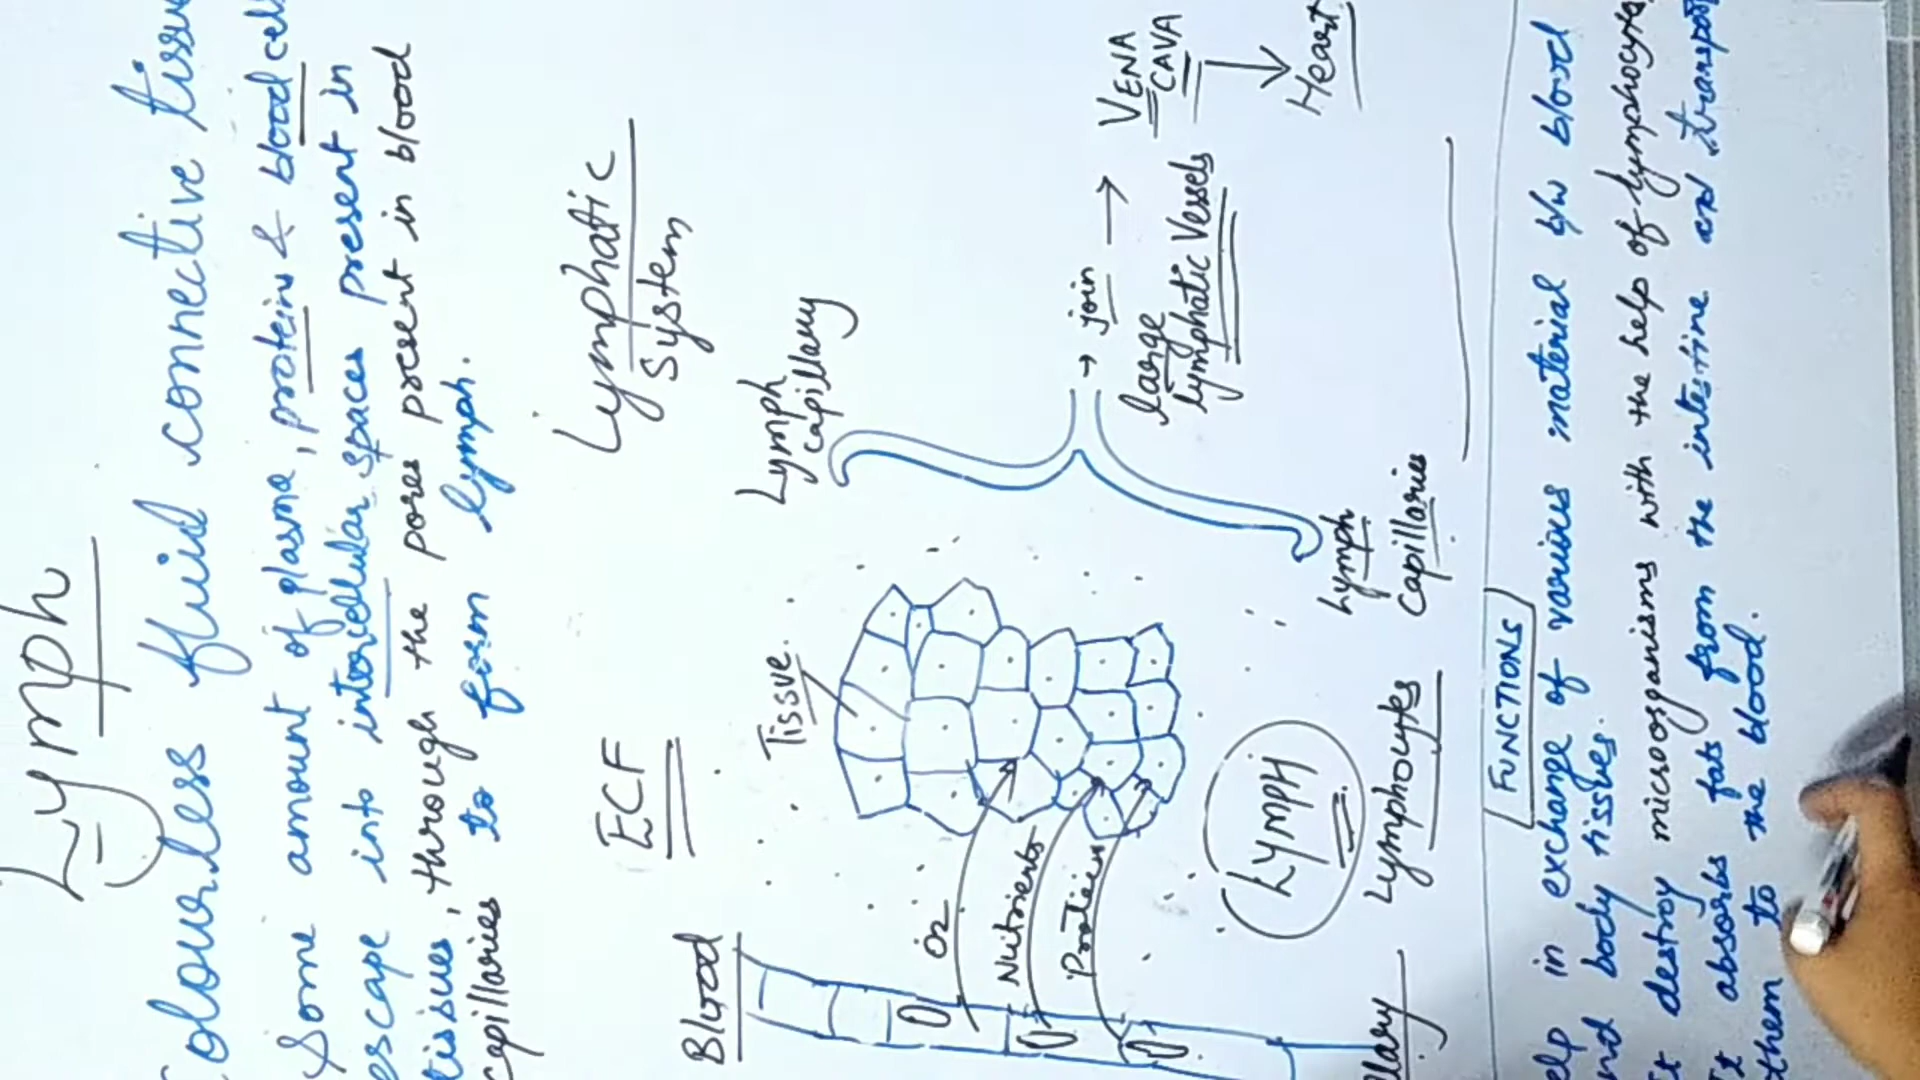 Lymph
Colourless fluid connective tissue
Some amount of plasma, proteins & blood cells
escape into intercellular spaces present in
tissues, through the pores present in blood
capillaries to form lymph.
ECF
Lymphatic
System
Blood
Tissue
Lymph
capillary
O2
Nutrients
Protiein
→ join →
large
lymphatic Vessels
VENA
CAVA
Heart
LYMPH
Lymph
Capillaries
Lymphocytes
FUNCTIONS
in exchange of various material b/w blood
body tissues.
destroy microorganisms with the help of lymphocytes
absorbs fats from the intestine and transport
them to the blood.